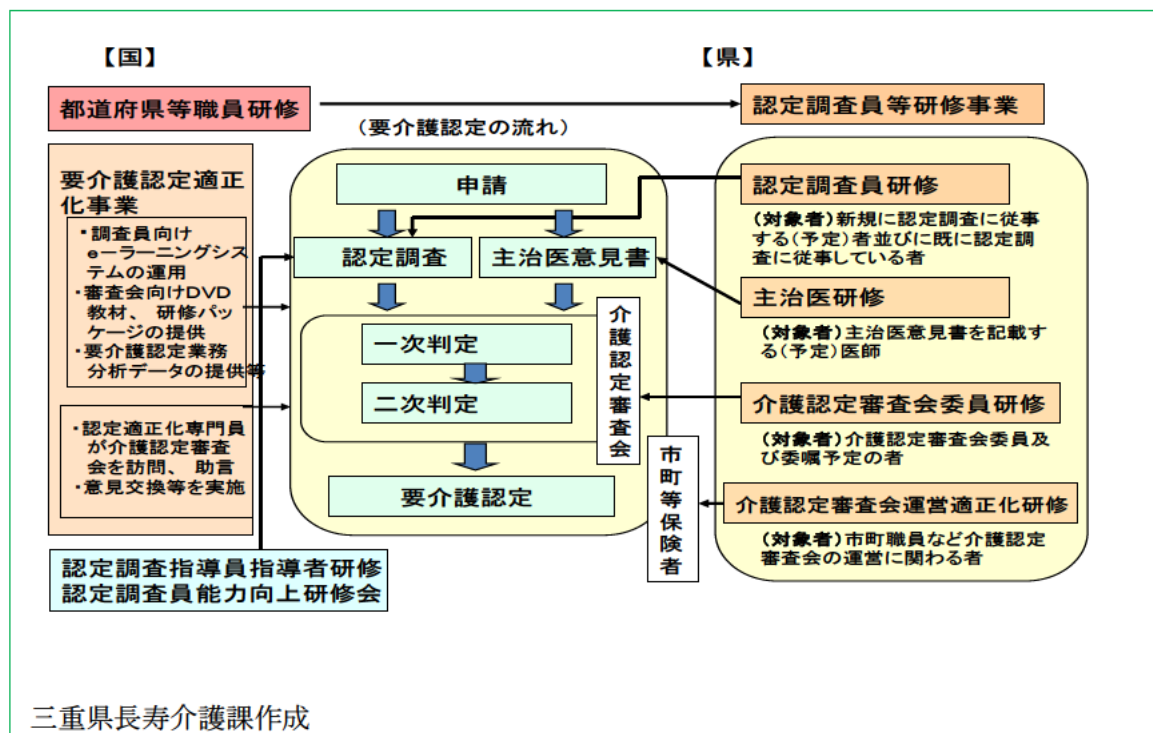 【国】
【県】
都道府県等職員研修
認定調査員等研修事業
(要介護認定の流れ)
要介護認定適正
化事業
・調査員向け
eーラーニングシス
テムの運用
・審査会向けDVD
教材、研修パッ
ケージの提供
・要介護認定業務
分析データの提供等
・認定適正化専門員
が介護認定審査
会を訪問、助言
・意見交換等を実施
認定調査指導員指導者研修
認定調査員能力向上研修会
申請
認定調査
主治医意見書
一次判定
二次判定
介護認定審査会
要介護認定
市町等保険者
認定調査員研修
(対象者)新規に認定調査に従事
する(予定)者並びに既に認定調
査に従事している者
主治医研修
(対象者)主治医意見書を記載す
る(予定)医師
介護認定審査会委員研修
(対象者)介護認定審査会委員及
び委嘱予定の者
介護認定審査会運営適正化研修
(対象者)市町職員など介護認定
審査会の運営に関わる者
三重県長寿介護課作成